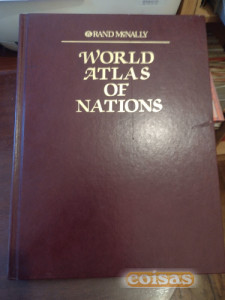 RAND MCNALLY
WORLD
ATLAS
OF
NATIONS
coisas